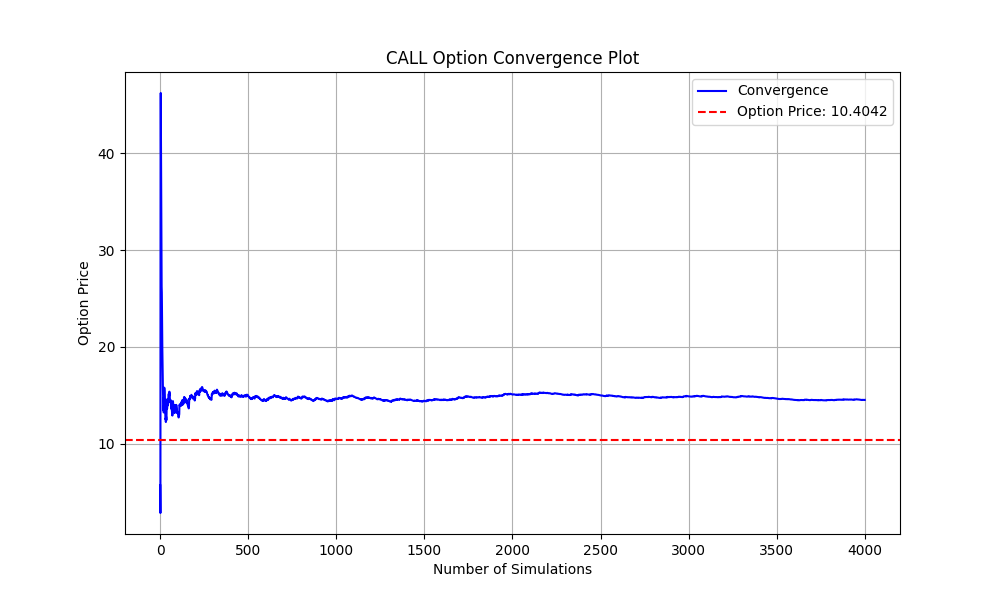 CALL Option Convergence Plot
Convergence
Option Price: 10.4042
Option Price
40
30
20
10
0 500 1000 1500 2000 2500 3000 3500 4000
Number of Simulations